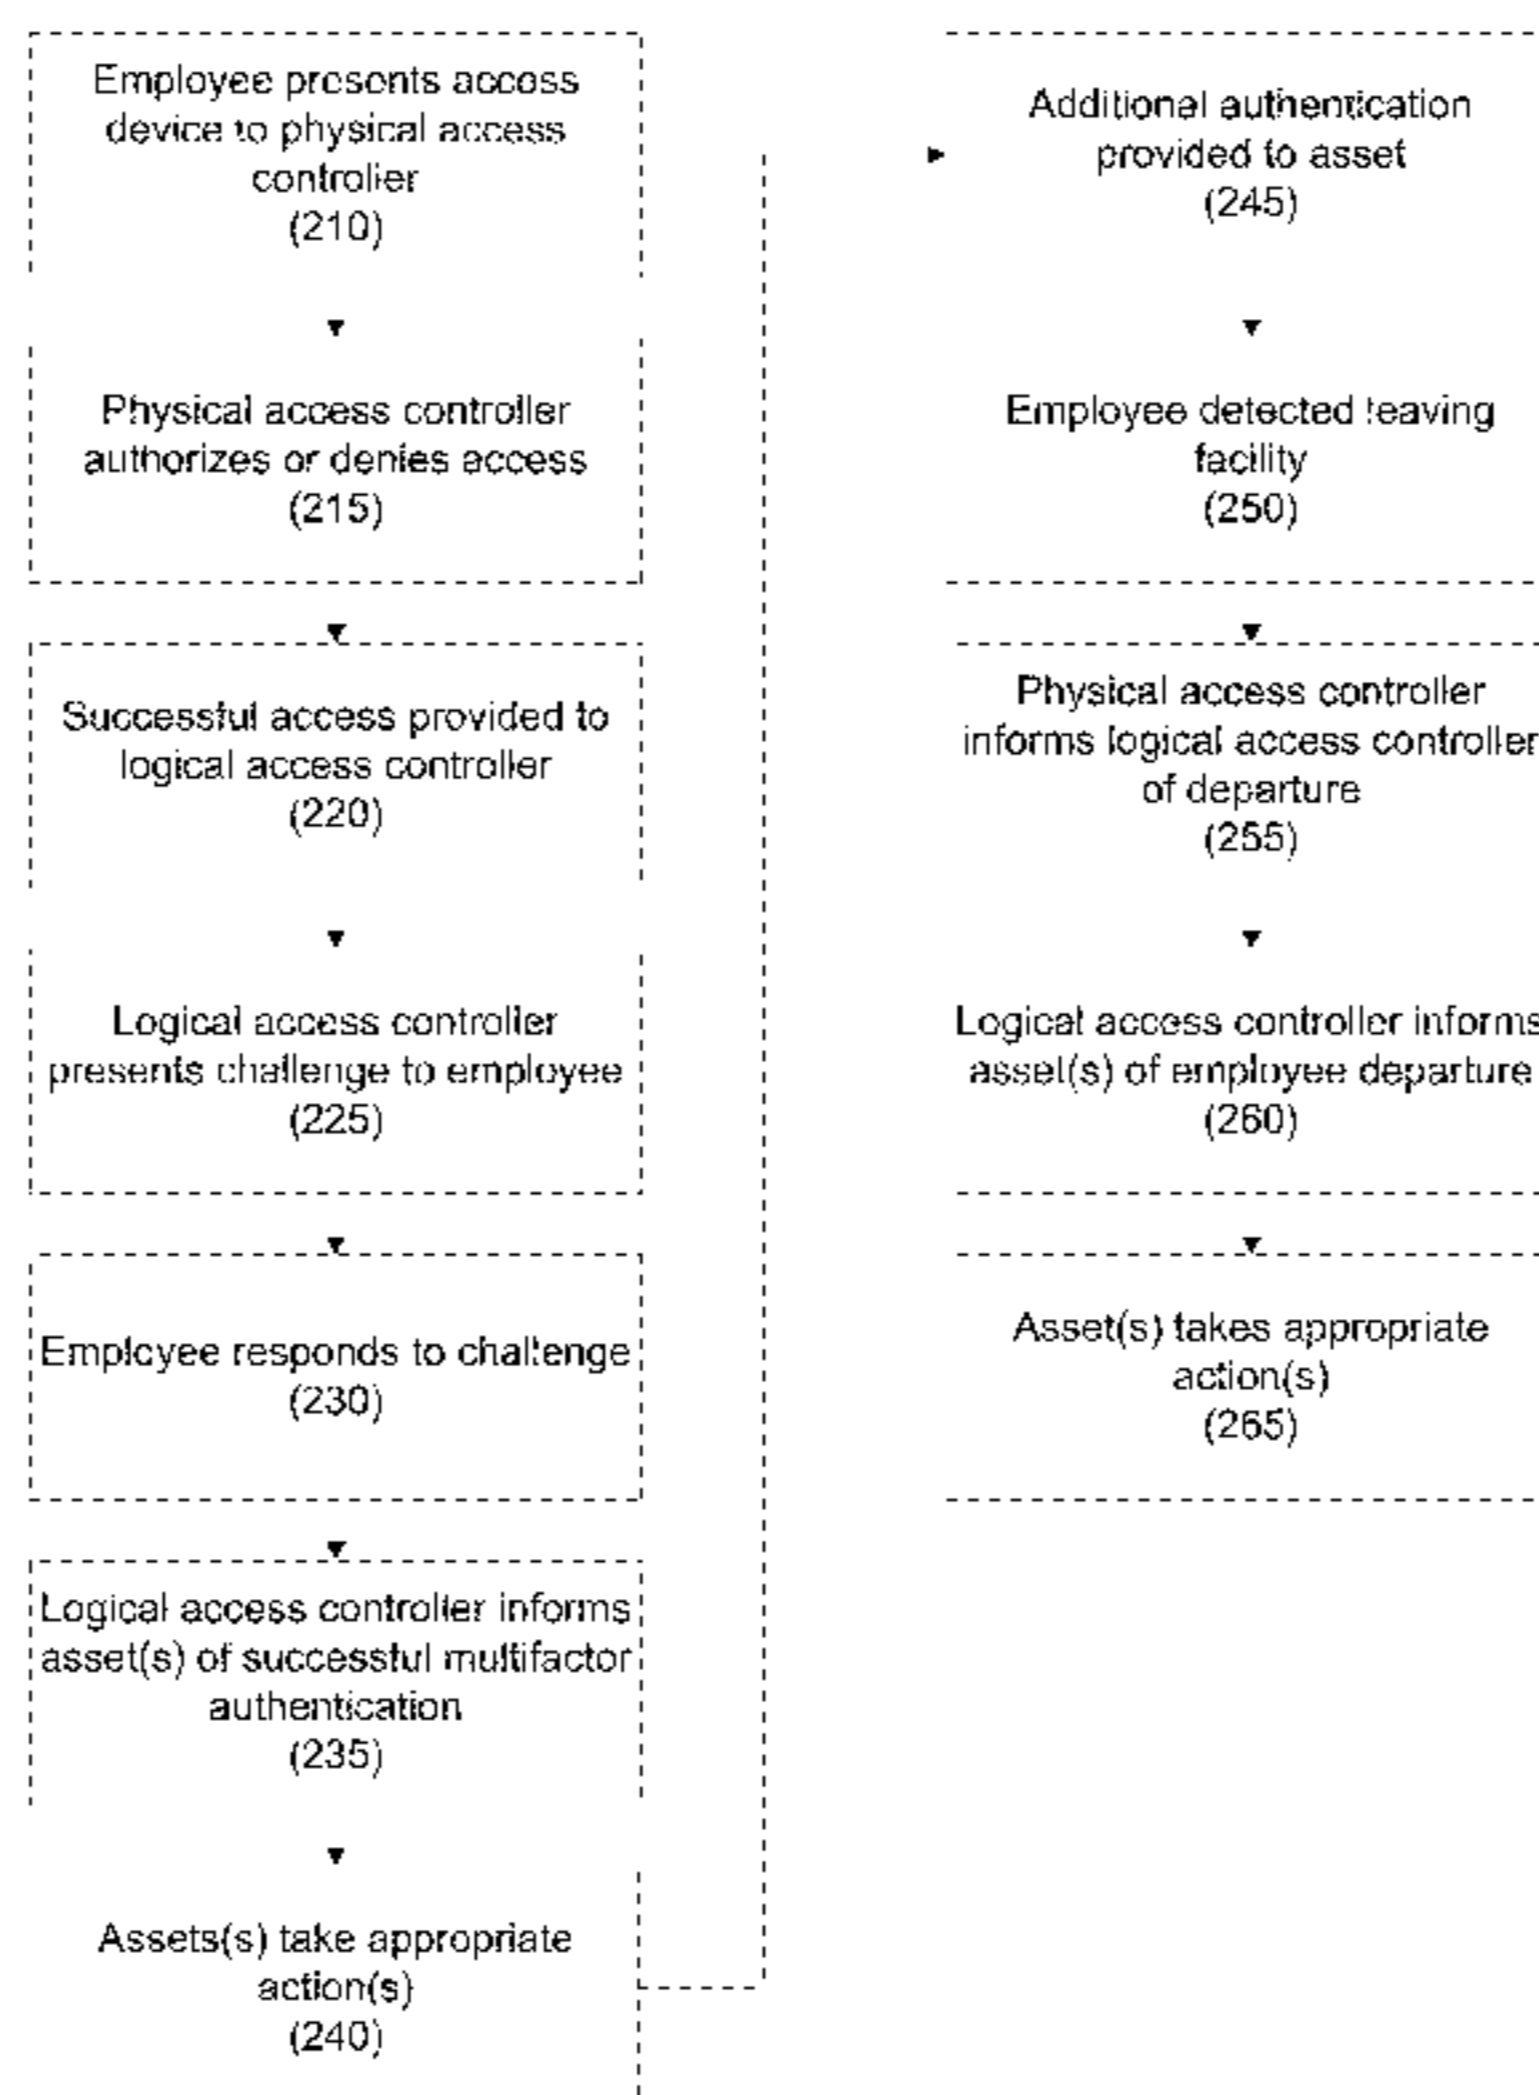 Employee presents access
device to physical access
controller
(210)
Physical access controller
authorizes or denies access
(215)
Successful access provided to
logical access controller
(220)
Logical access controller
presents challenge to employee
(225)
Employee responds to challenge
(230)
Logical access controller informs
asset(s) of successful multifactor
authentication
(235)
Assets(s) take appropriate
action(s)
(240)
Additional authentication
provided to asset
(245)
Employee detected leaving
facility
(250)
Physical access controller
informs logical access controller
of departure
(255)
Logical access controller informs
asset(s) of employee departure
(260)
Asset(s) takes appropriate
action(s)
(265)